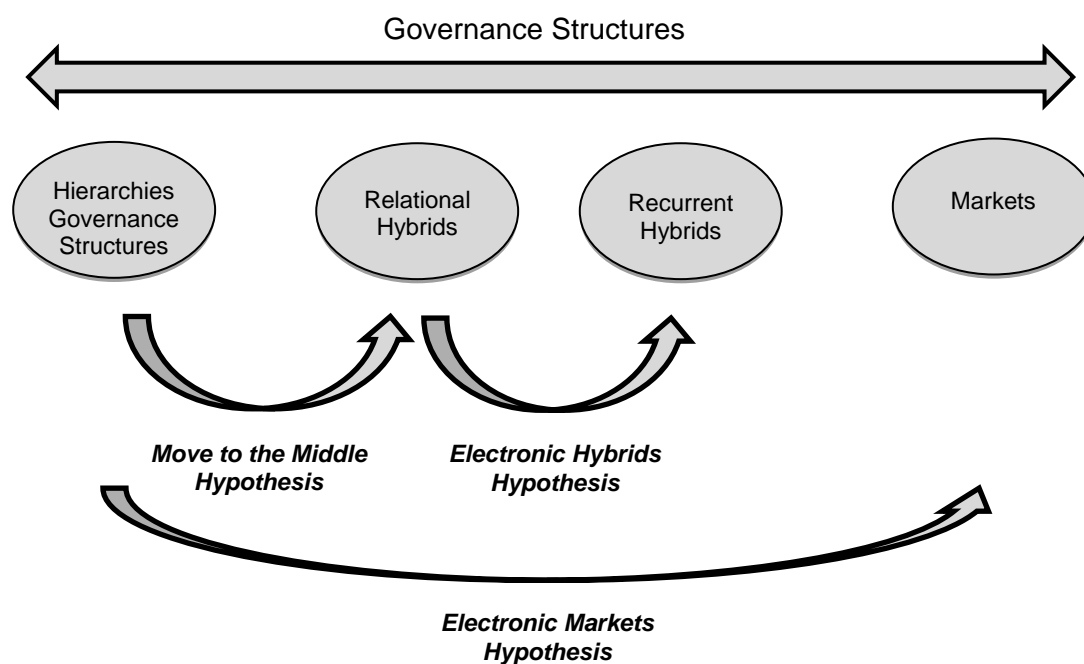 Governance Structures
Hierarchies
Governance
Structures
Relational
Hybrids
Recurrent
Hybrids
Markets
Move to the Middle
Hypothesis
Electronic Hybrids
Hypothesis
Electronic Markets
Hypothesis